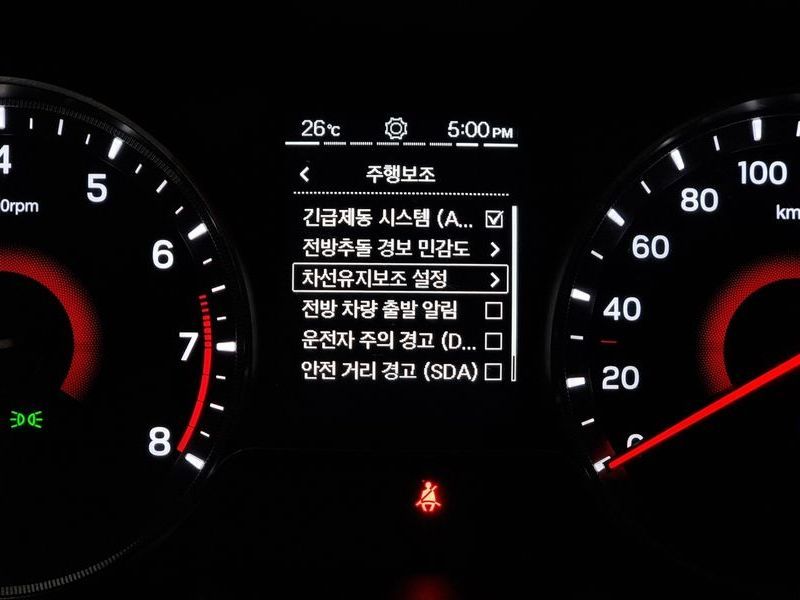 26℃
5:00 PM
주행보조
긴급제동 시스템 (A...
전방추돌 경보 민감도
차선유지보조 설정
전방 차량 출발 알림
운전자 주의 경고 (D...
안전 거리 경고 (SDA)
4
5
0rpm
6
7
8
100
80
km
60
40
20